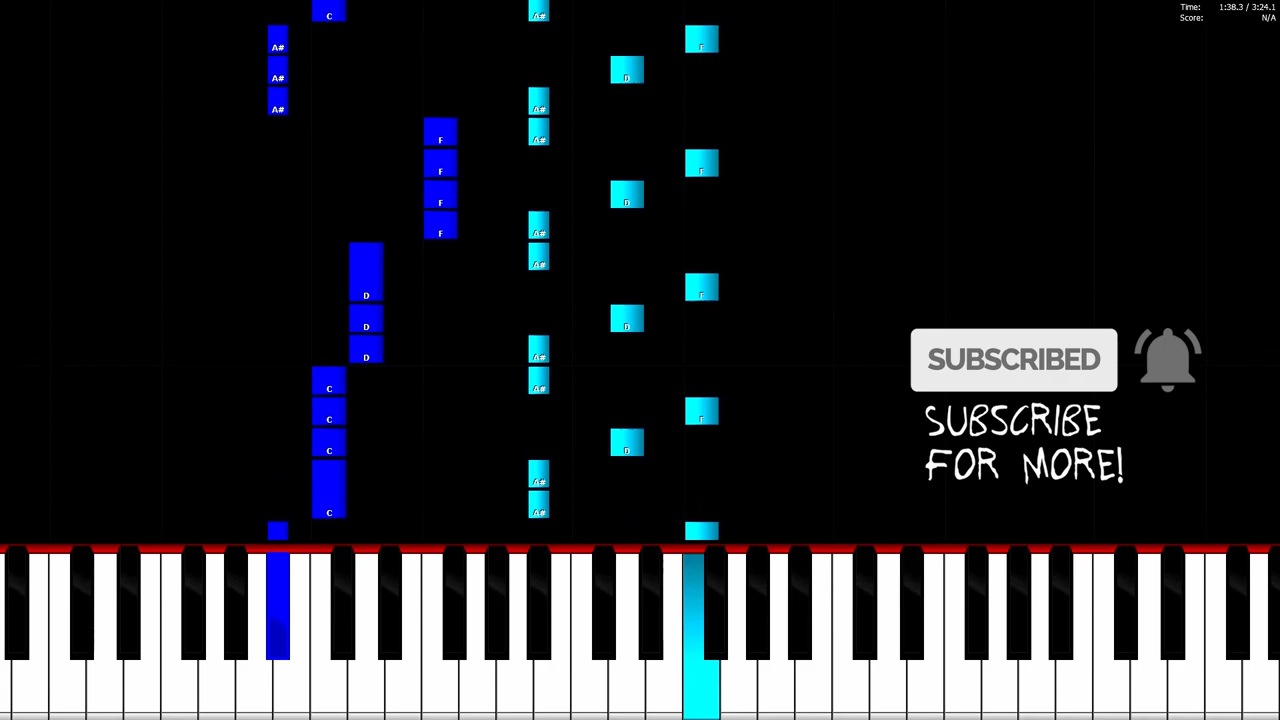 Time: 1:38.3 / 3:24.1
Score: N/A
C A#
A# F
A# D
A# A#
F A#
F F
F D
F A#
A#
D F
D D
D A#
C A#
C F
C D
A#
C A#
SUBSCRIBED
SUBSCRIBE
FOR MORE!